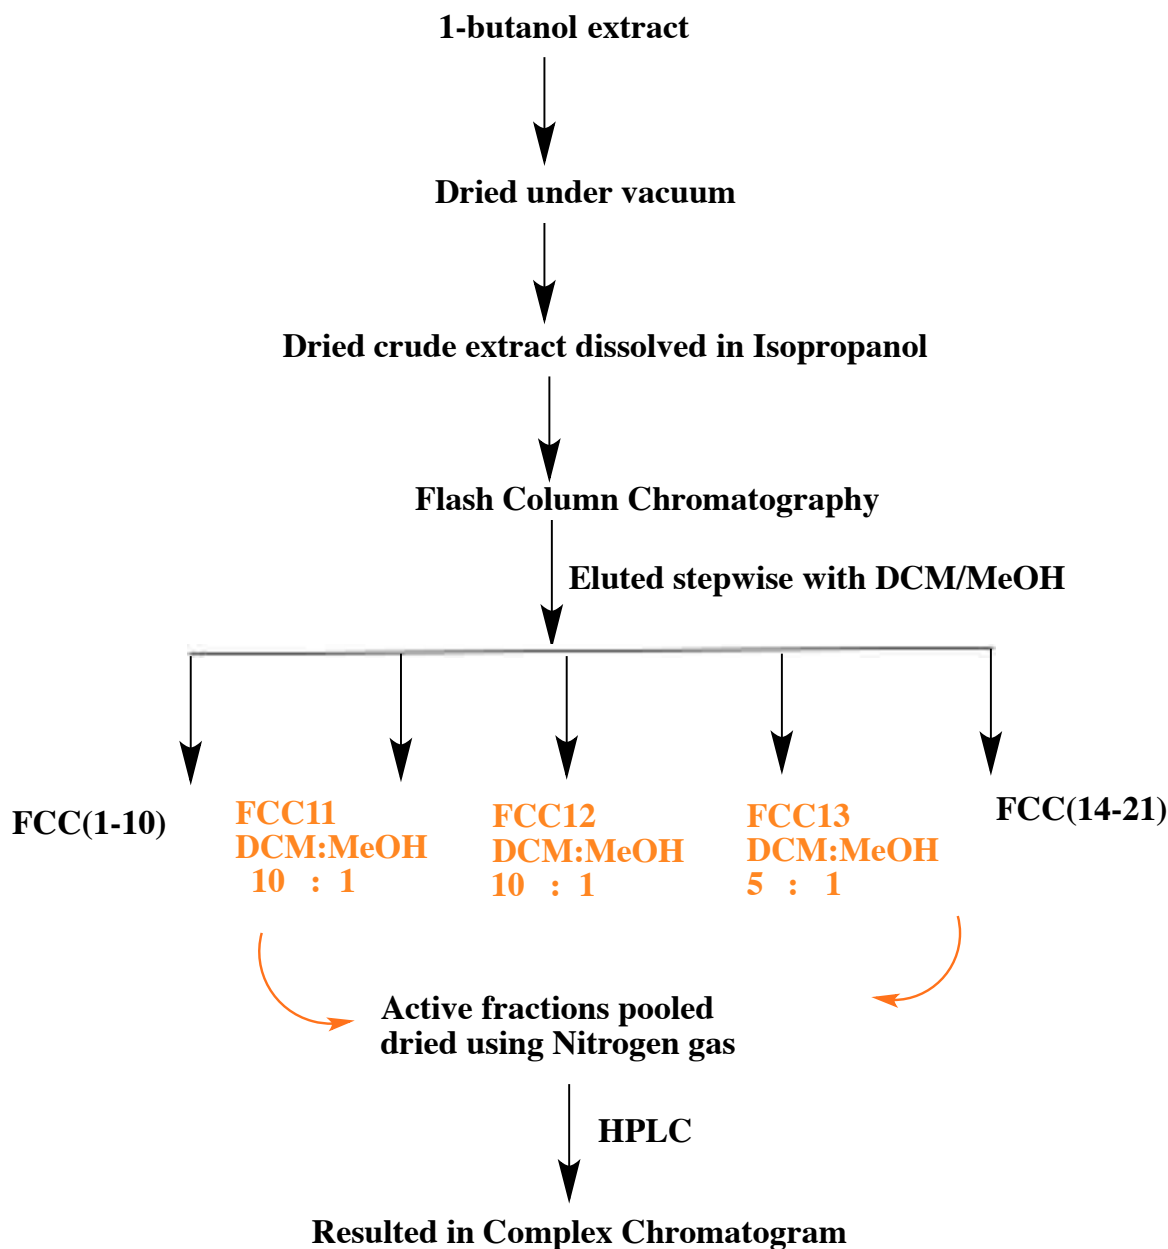 1-butanol extract
Dried under vacuum
Dried crude extract dissolved in Isopropanol
Flash Column Chromatography
Eluted stepwise with DCM/MeOH
FCC(1-10)
FCC11
DCM:MeOH
10 : 1
FCC12
DCM:MeOH
10 : 1
FCC13
DCM:MeOH
5 : 1
FCC(14-21)
Active fractions pooled
dried using Nitrogen gas
HPLC
Resulted in Complex Chromatogram